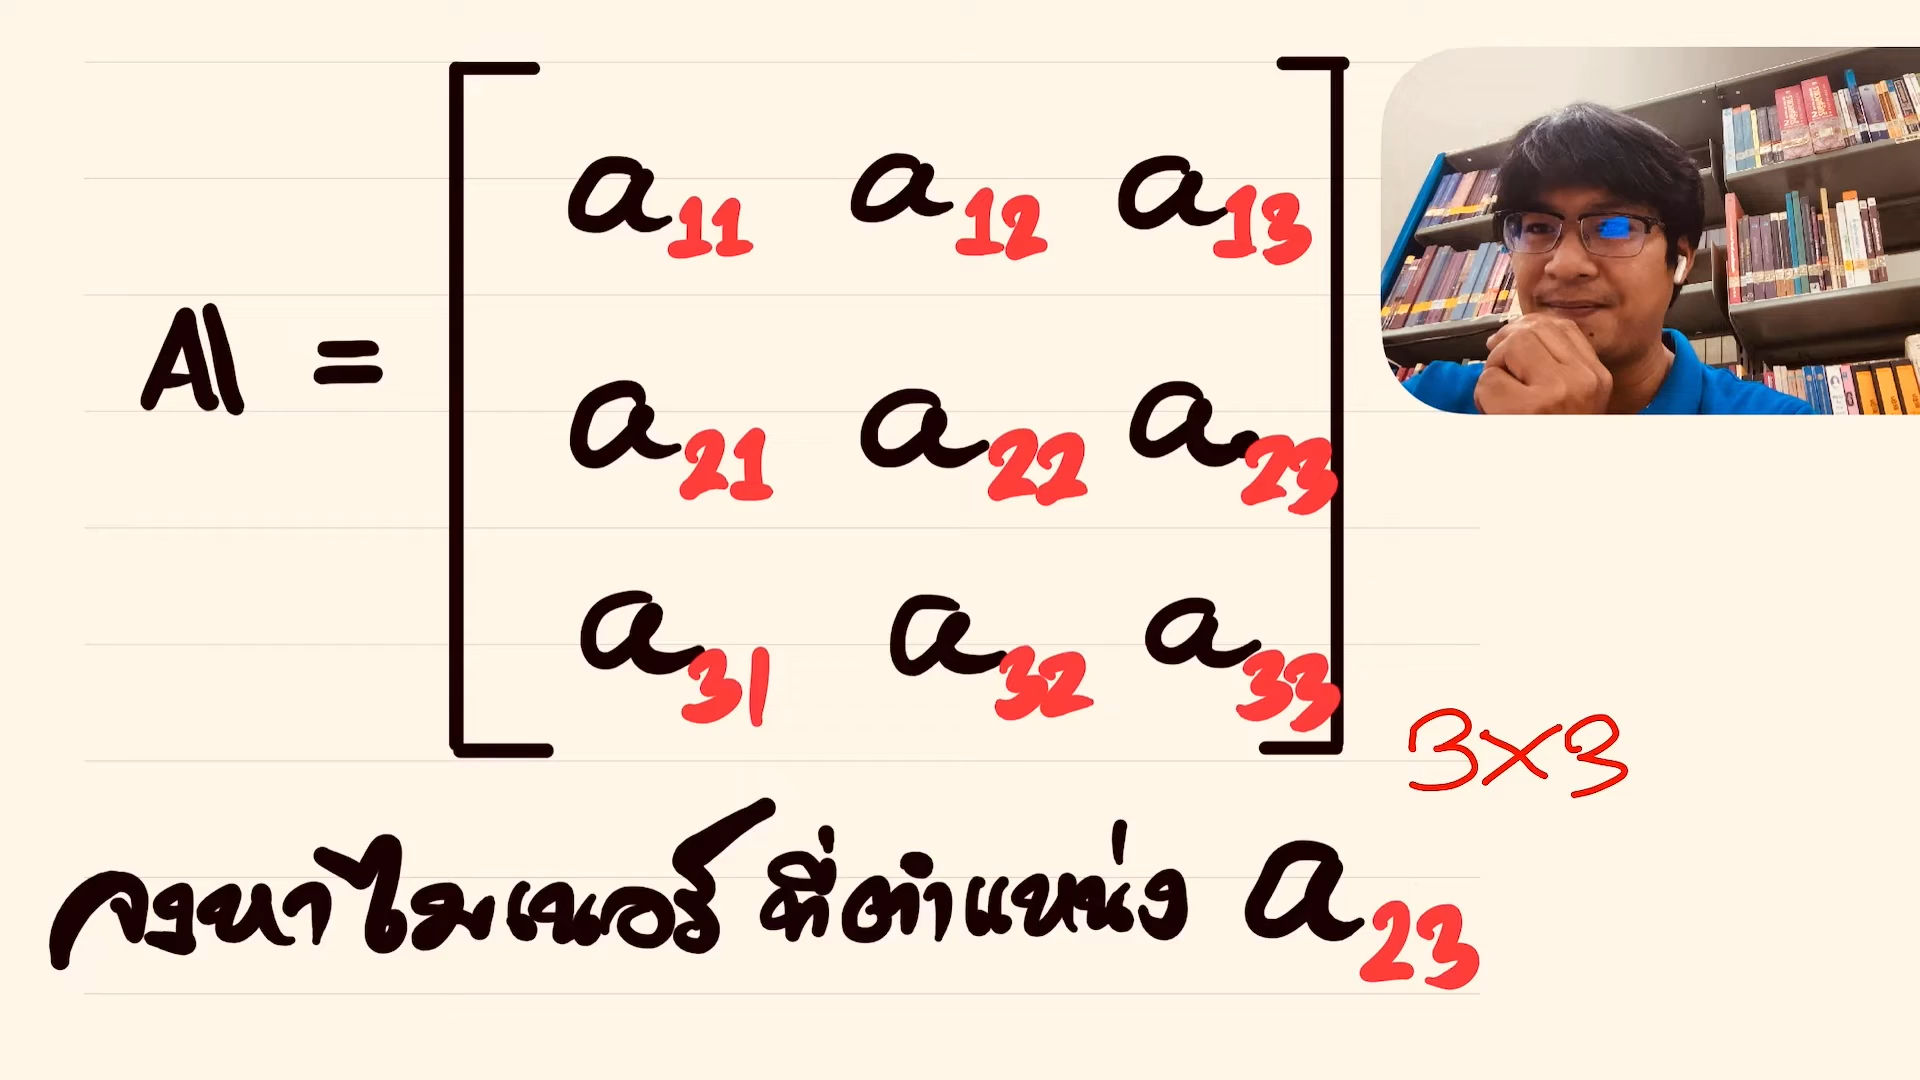 a11 a12 a13
A =
a21 a22 a23
a31 a32 a33
3×3
จงหาไมเนอร์ ที่ตำแหน่ง a23